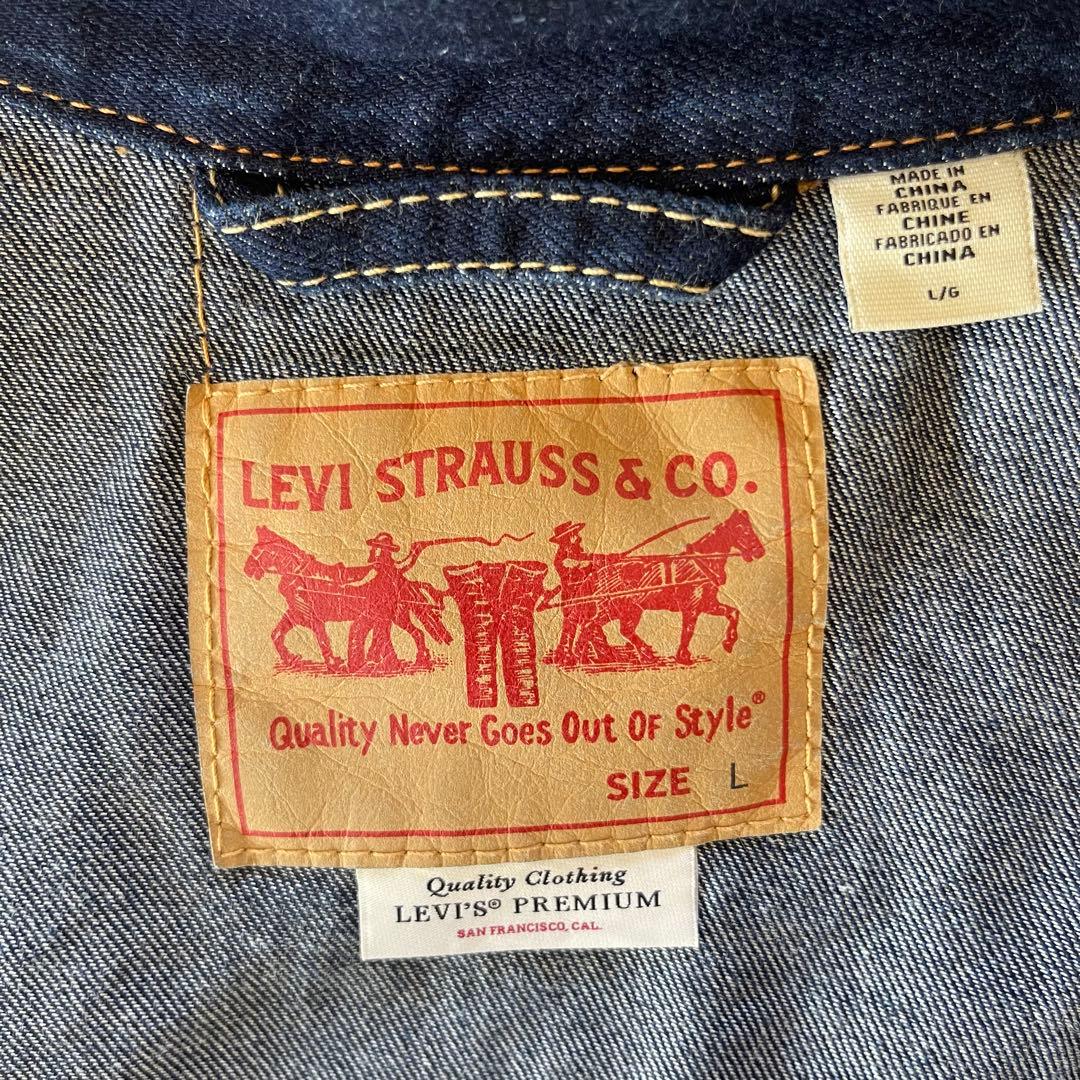 MADE IN
CHINA
FABRIQUE EN
CHINE
FABRICADO EN
CHINA
L/G
LEVI STRAUSS & CO.
Quality Never Goes Out Of Style®
SIZE L
Quality Clothing
LEVI'S® PREMIUM
SAN FRANCISCO, CAL.